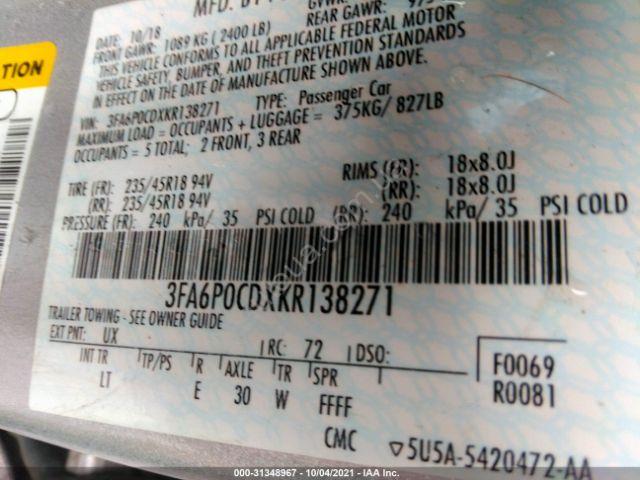 MFD. BY
DATE: 10/18
FRONT GAWR: 1089 KG ( 2400 LB)
REAR GAWR:
THIS VEHICLE CONFORMS TO ALL APPLICABLE FEDERAL MOTOR
VEHICLE SAFETY, BUMPER, AND THEFT PREVENTION STANDARDS
IN EFFECT ON THE DATE OF MANUFACTURE SHOWN ABOVE.
VIN: 3FA6P0CDXKR138271 TYPE: Passenger Car
MAXIMUM LOAD = OCCUPANTS + LUGGAGE = 375KG/ 827LB
OCCUPANTS = 5 TOTAL; 2 FRONT, 3 REAR
TIRE (FR): 235/45R18 94V RIMS (FR): 18x8.0J
(RR): 235/45R18 94V (RR): 18x8.0J
PRESSURE (FR): 240 kPa/ 35 PSI COLD (RR): 240 kPa/ 35 PSI COLD
3FA6P0CDXKR138271
TRAILER TOWING - SEE OWNER GUIDE
EXT PNT: UX RC: 72 DSO:
INT TR TP/PS R AXLE TR SPR
LT E 30 W FFFF
F0069
R0081
CMC ▽5U5A-5420472-AA
000-31348967 - 10/04/2021 - IAA Inc.